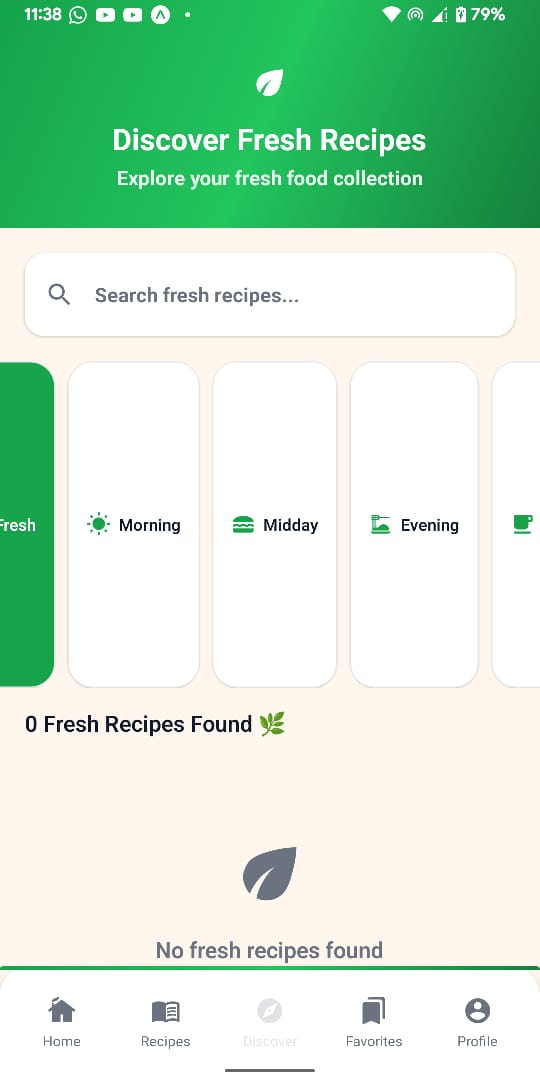 11:38 79%
Discover Fresh Recipes
Explore your fresh food collection
Search fresh recipes...
Fresh Morning Midday Evening
0 Fresh Recipes Found 🌿
No fresh recipes found
Home Recipes Discover Favorites Profile